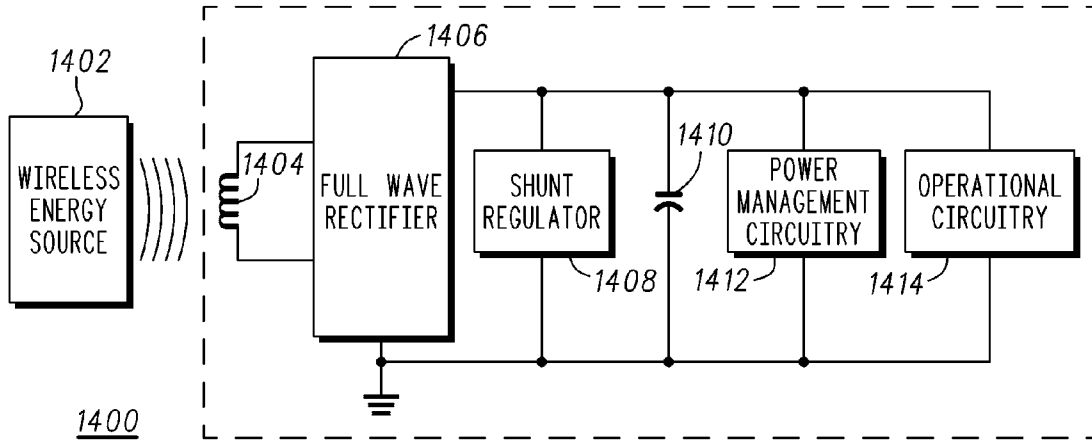 1402
WIRELESS
ENERGY
SOURCE
1404
1406
FULL WAVE
RECTIFIER
SHUNT
REGULATOR
1408
1410
POWER
MANAGEMENT
CIRCUITRY
1412
OPERATIONAL
CIRCUITRY
1414
1400